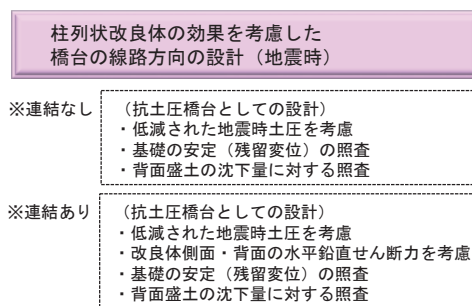 柱列状改良体の効果を考慮した
橋台の線路方向の設計（地震時）
※連結なし （抗土圧橋台としての設計）
・低減された地震時土圧を考慮
・基礎の安定（残留変位）の照査
・背面盛土の沈下量に対する照査
※連結あり （抗土圧橋台としての設計）
・低減された地震時土圧を考慮
・改良体側面・背面の水平鉛直せん断力を考慮
・基礎の安定（残留変位）の照査
・背面盛土の沈下量に対する照査